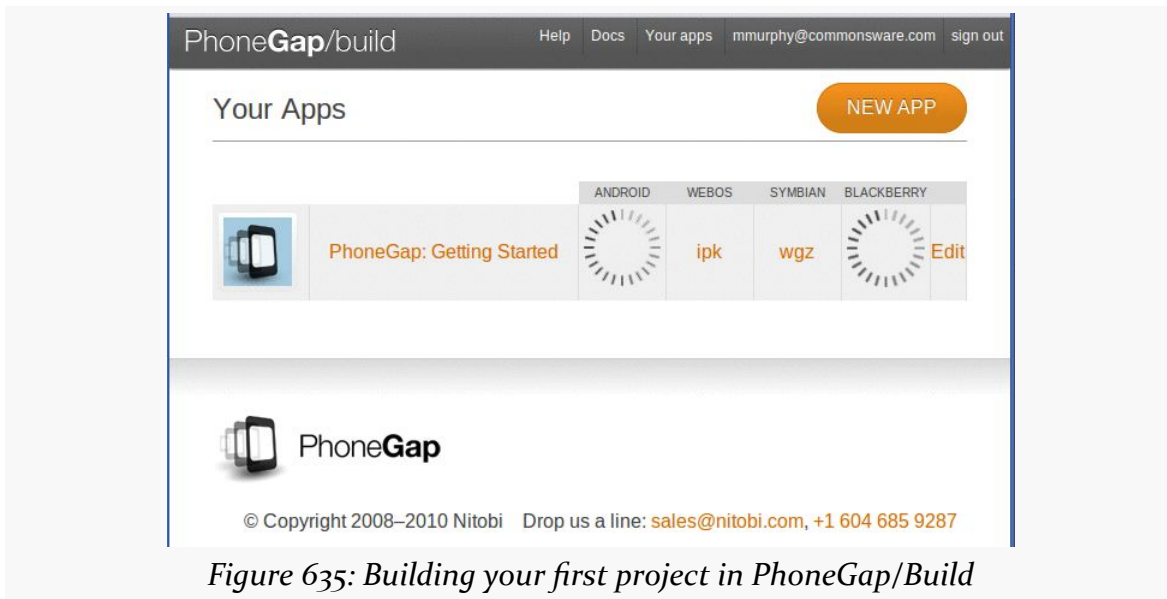 PhoneGap/build Help Docs Your apps mmurphy@commonsware.com sign out
Your Apps NEW APP
ANDROID WEBOS SYMBIAN BLACKBERRY
PhoneGap: Getting Started ipk wgz Edit
PhoneGap
© Copyright 2008–2010 Nitobi Drop us a line: sales@nitobi.com, +1 604 685 9287
Figure 635: Building your first project in PhoneGap/Build